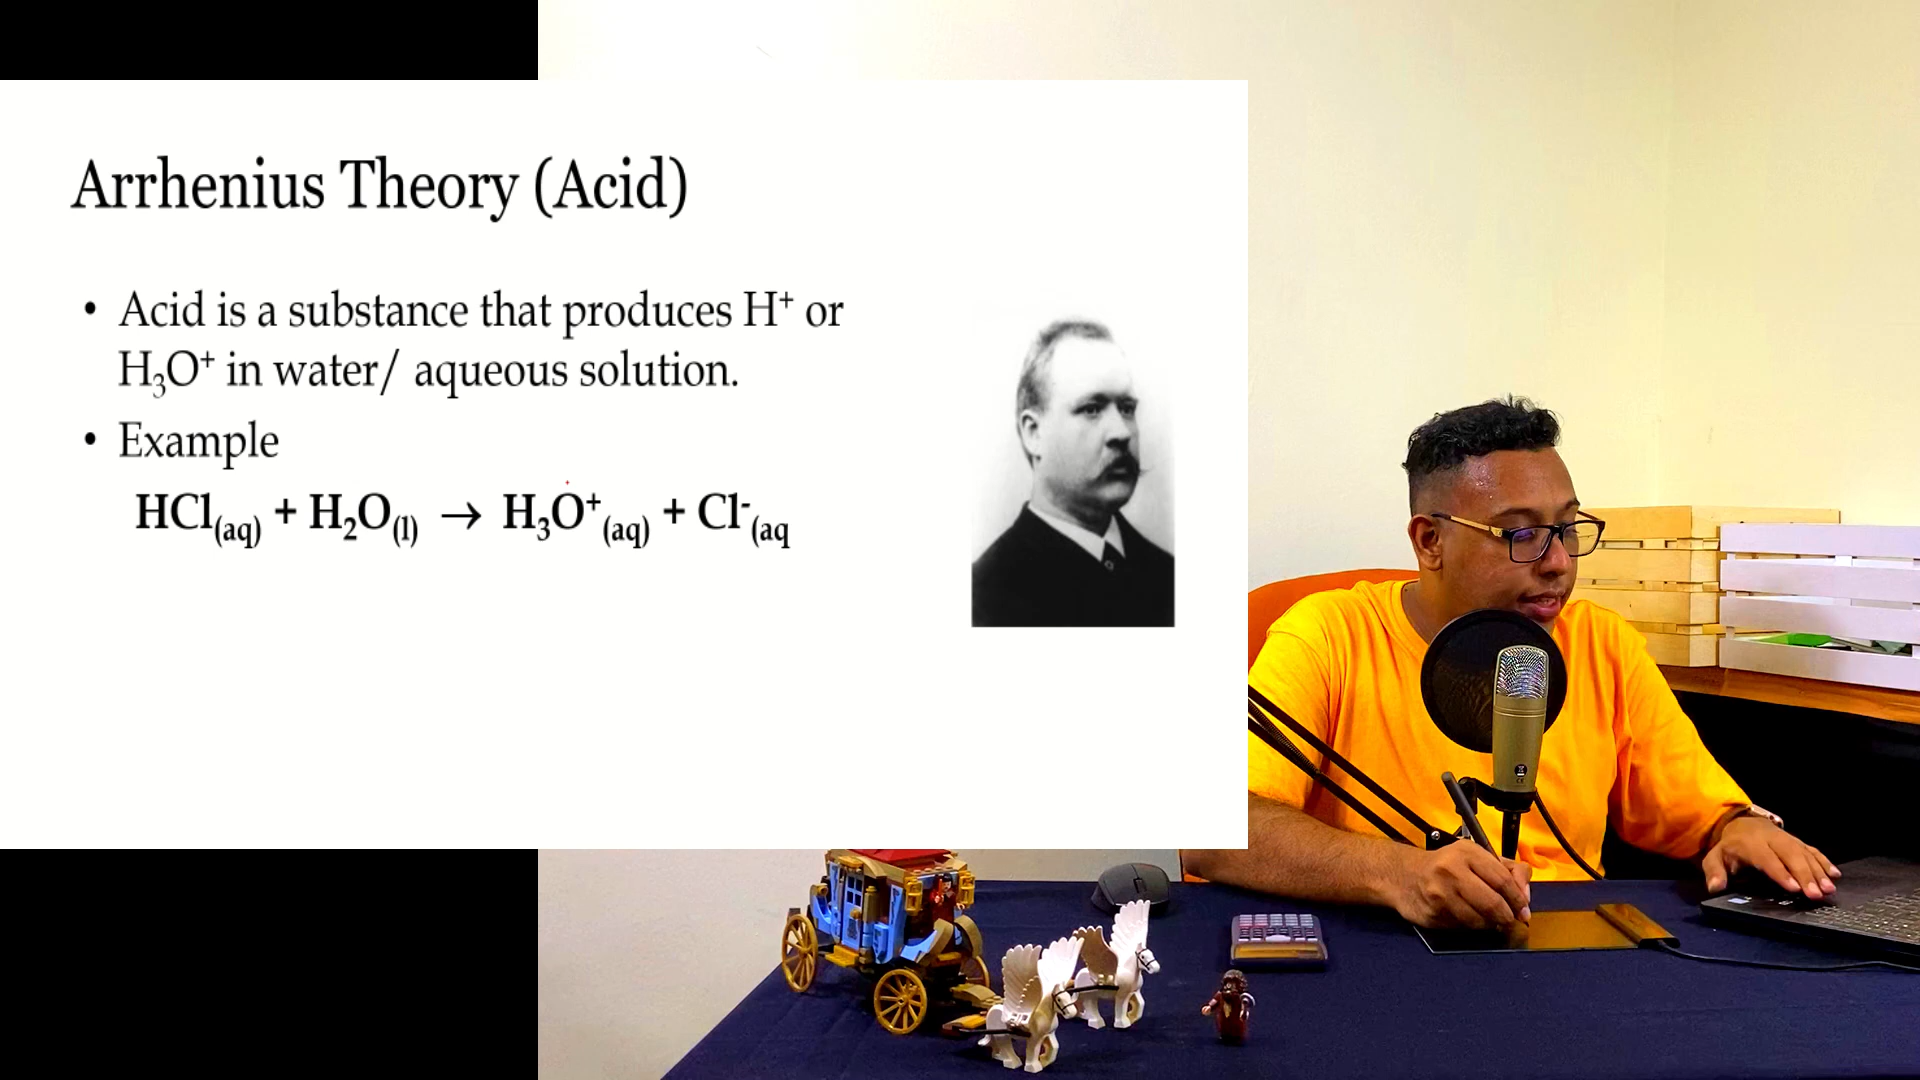 Arrhenius Theory (Acid)
• Acid is a substance that produces H⁺ or
H₃O⁺ in water/ aqueous solution.
• Example
HCl₍aq₎ + H₂O₍l₎ → H₃O⁺₍aq₎ + Cl⁻₍aq